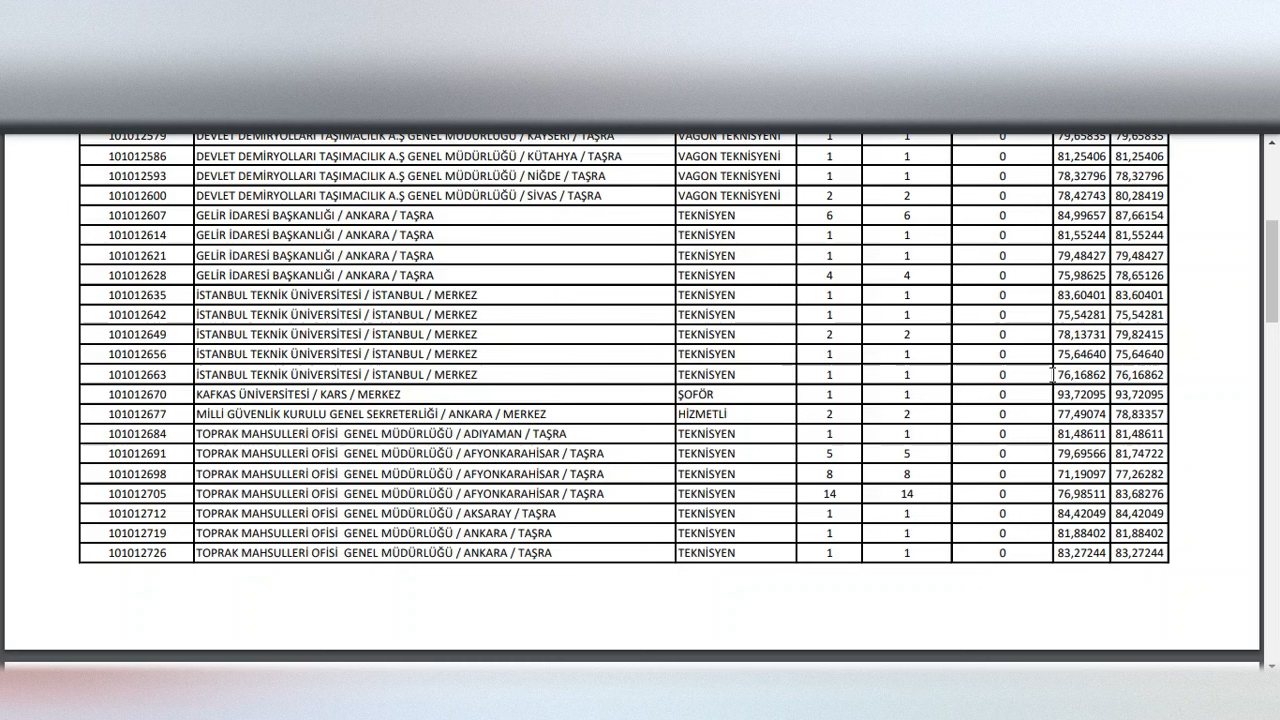 101012579 DEVLET DEMİRYOLLARI TAŞIMACILIK A.Ş GENEL MÜDÜRLÜĞÜ / KAYSERİ / TAŞRA VAGON TEKNİSYENİ 1 1 0 79,65835 79,65835
101012586 DEVLET DEMİRYOLLARI TAŞIMACILIK A.Ş GENEL MÜDÜRLÜĞÜ / KÜTAHYA / TAŞRA VAGON TEKNİSYENİ 1 1 0 81,25406 81,25406
101012593 DEVLET DEMİRYOLLARI TAŞIMACILIK A.Ş GENEL MÜDÜRLÜĞÜ / NİĞDE / TAŞRA VAGON TEKNİSYENİ 1 1 0 78,32796 78,32796
101012600 DEVLET DEMİRYOLLARI TAŞIMACILIK A.Ş GENEL MÜDÜRLÜĞÜ / SİVAS / TAŞRA VAGON TEKNİSYENİ 2 2 0 78,42743 80,28419
101012607 GELİR İDARESİ BAŞKANLIĞI / ANKARA / TAŞRA TEKNİSYEN 6 6 0 84,99657 87,66154
101012614 GELİR İDARESİ BAŞKANLIĞI / ANKARA / TAŞRA TEKNİSYEN 1 1 0 81,55244 81,55244
101012621 GELİR İDARESİ BAŞKANLIĞI / ANKARA / TAŞRA TEKNİSYEN 1 1 0 79,48427 79,48427
101012628 GELİR İDARESİ BAŞKANLIĞI / ANKARA / TAŞRA TEKNİSYEN 4 4 0 75,98625 78,65126
101012635 İSTANBUL TEKNİK ÜNİVERSİTESİ / İSTANBUL / MERKEZ TEKNİSYEN 1 1 0 83,60401 83,60401
101012642 İSTANBUL TEKNİK ÜNİVERSİTESİ / İSTANBUL / MERKEZ TEKNİSYEN 1 1 0 75,54281 75,54281
101012649 İSTANBUL TEKNİK ÜNİVERSİTESİ / İSTANBUL / MERKEZ TEKNİSYEN 2 2 0 78,13731 79,82415
101012656 İSTANBUL TEKNİK ÜNİVERSİTESİ / İSTANBUL / MERKEZ TEKNİSYEN 1 1 0 75,64640 75,64640
101012663 İSTANBUL TEKNİK ÜNİVERSİTESİ / İSTANBUL / MERKEZ TEKNİSYEN 1 1 0 76,16862 76,16862
101012670 KAFKAS ÜNİVERSİTESİ / KARS / MERKEZ ŞOFÖR 1 1 0 93,72095 93,72095
101012677 MİLLİ GÜVENLİK KURULU GENEL SEKRETERLİĞİ / ANKARA / MERKEZ HİZMETLİ 2 2 0 77,49074 78,83357
101012684 TOPRAK MAHSULLERİ OFİSİ GENEL MÜDÜRLÜĞÜ / ADIYAMAN / TAŞRA TEKNİSYEN 1 1 0 81,48611 81,48611
101012691 TOPRAK MAHSULLERİ OFİSİ GENEL MÜDÜRLÜĞÜ / AFYONKARAHİSAR / TAŞRA TEKNİSYEN 5 5 0 79,69566 81,74722
101012698 TOPRAK MAHSULLERİ OFİSİ GENEL MÜDÜRLÜĞÜ / AFYONKARAHİSAR / TAŞRA TEKNİSYEN 8 8 0 71,19097 77,26282
101012705 TOPRAK MAHSULLERİ OFİSİ GENEL MÜDÜRLÜĞÜ / AFYONKARAHİSAR / TAŞRA TEKNİSYEN 14 14 0 76,98511 83,68276
101012712 TOPRAK MAHSULLERİ OFİSİ GENEL MÜDÜRLÜĞÜ / AKSARAY / TAŞRA TEKNİSYEN 1 1 0 84,42049 84,42049
101012719 TOPRAK MAHSULLERİ OFİSİ GENEL MÜDÜRLÜĞÜ / ANKARA / TAŞRA TEKNİSYEN 1 1 0 81,88402 81,88402
101012726 TOPRAK MAHSULLERİ OFİSİ GENEL MÜDÜRLÜĞÜ / ANKARA / TAŞRA TEKNİSYEN 1 1 0 83,27244 83,27244